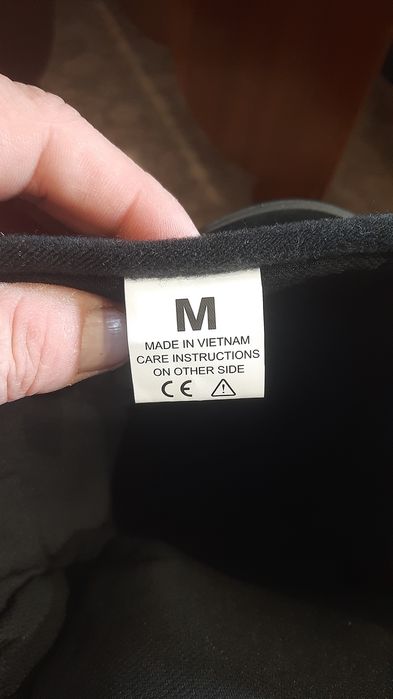 M
MADE IN VIETNAM
CARE INSTRUCTIONS
ON OTHER SIDE
CE